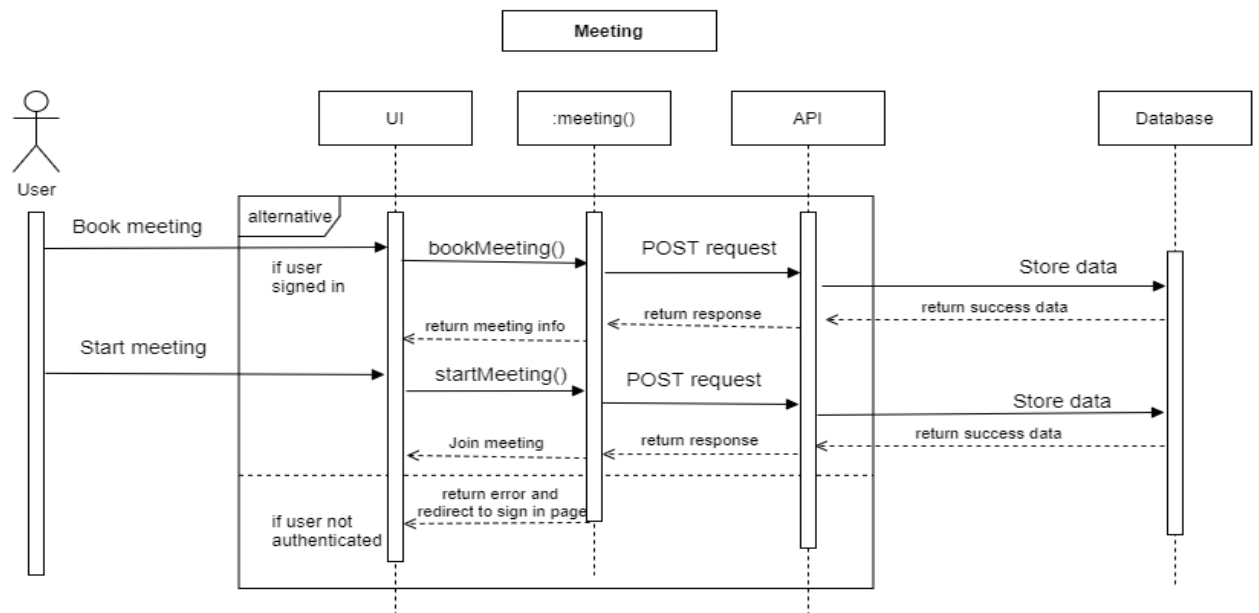 Meeting
UI
:meeting()
API
Database
User
alternative
Book meeting
if user
signed in
bookMeeting()
POST request
Store data
return success data
return response
return meeting info
Start meeting
startMeeting()
POST request
Store data
return success data
return response
Join meeting
return error and
redirect to sign in page
if user not
authenticated